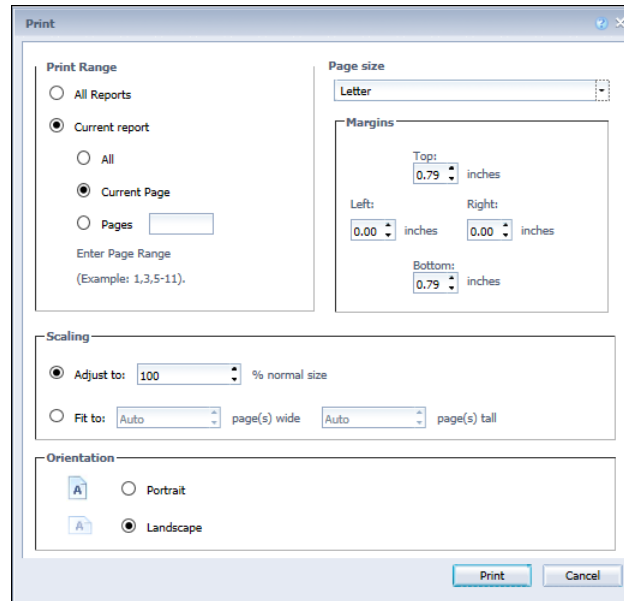 Print
Print Range
All Reports
Current report
All
Current Page
Pages
Enter Page Range
(Example: 1,3,5-11).
Page size
Letter
Margins
Top:
0.79 inches
Left: Right:
0.00 inches 0.00 inches
Bottom:
0.79 inches
Scaling
Adjust to: 100 % normal size
Fit to: Auto page(s) wide Auto page(s) tall
Orientation
A Portrait
A Landscape
Print Cancel